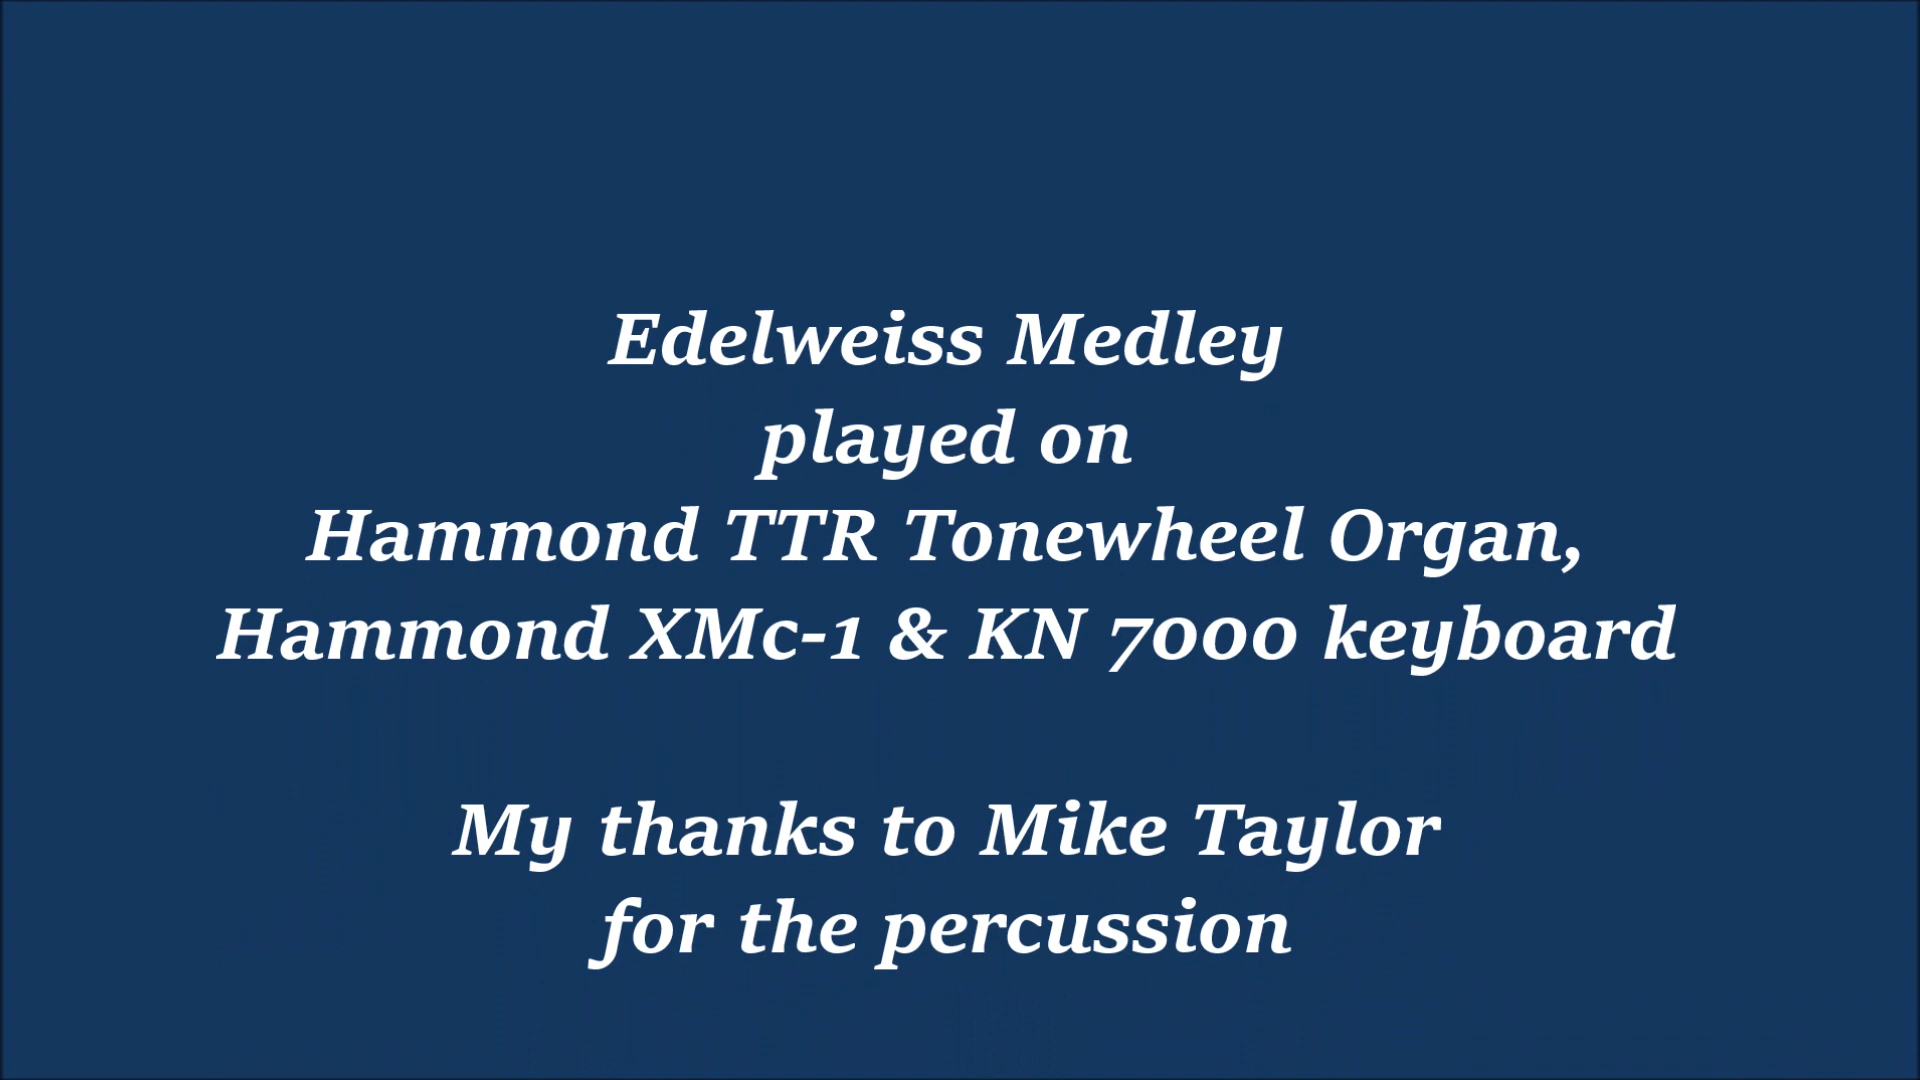 Edelweiss Medley
played on
Hammond TTR Tonewheel Organ,
Hammond XMc-1 & KN 7000 keyboard
My thanks to Mike Taylor
for the percussion